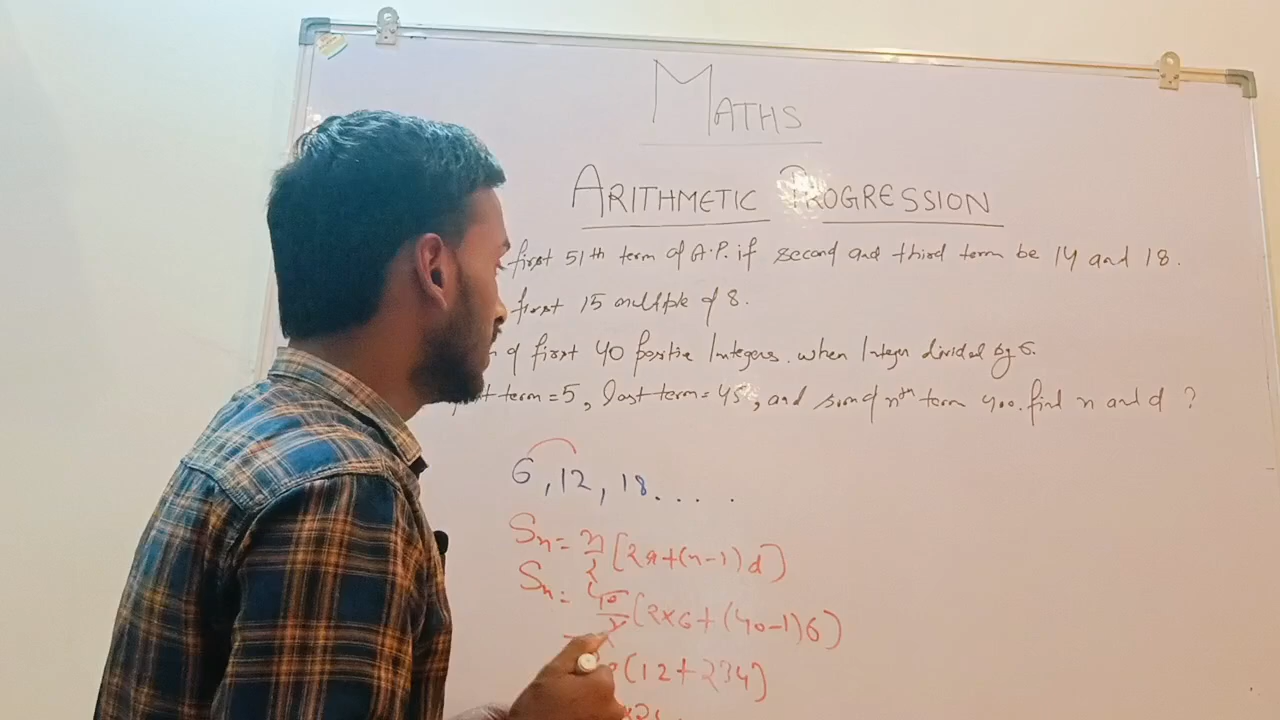 MATHS
ARITHMETIC PROGRESSION
first 51th term of A.P. if second and third term be 14 and 18.
first 15 multiple of 8.
of first 40 positie Integers. when Integer divided by 6.
term = 5, last term = 45, and sum of nth term 400. find n and d ?
6, 12, 18. . . . .
Sn = n/2 [2a+(n-1)d]
Sn = 40/2 [2×6+(40-1)6]
(12+234]